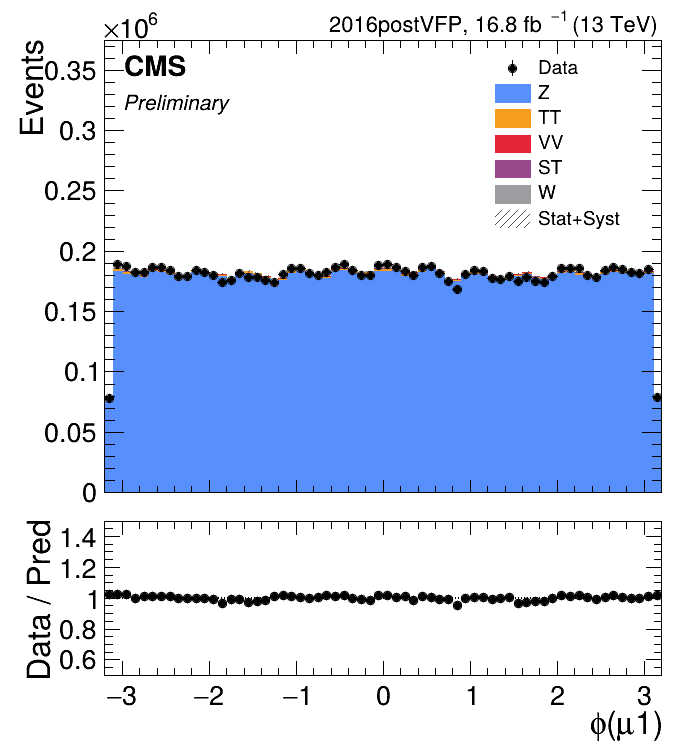 ×10⁶
2016postVFP, 16.8 fb⁻¹ (13 TeV)
Events
0.35
0.3
0.25
0.2
0.15
0.1
0.05
0
CMS
Preliminary
Data
Z
TT
VV
ST
W
Stat+Syst
Data / Pred
1.4
1.2
1
0.8
0.6
−3 −2 −1 0 1 2 3
ϕ(μ1)